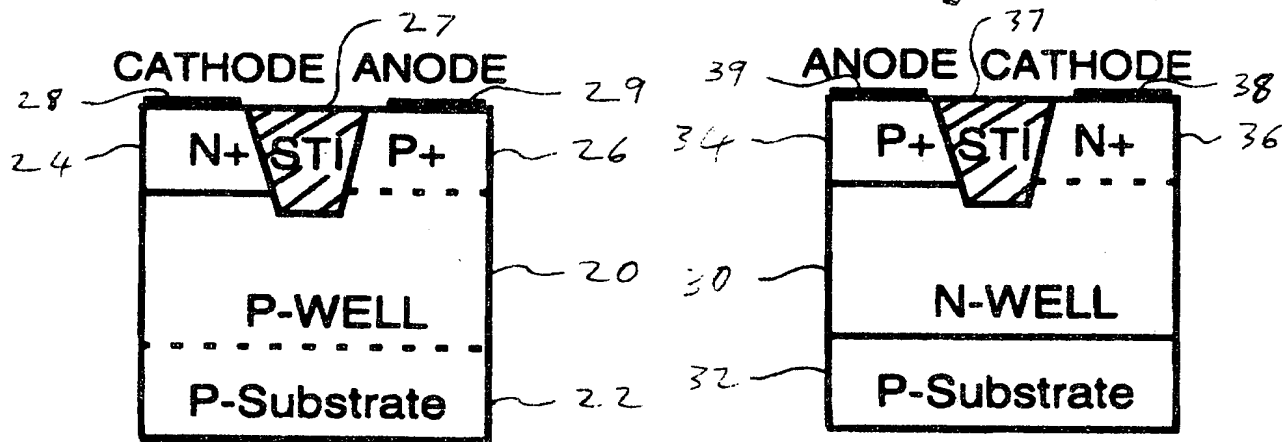 27 37
CATHODE ANODE ANODE CATHODE
28 29 39 38
24 N+ STI P+ 26 34 P+ STI N+ 36
20 30
P-WELL N-WELL
P-Substrate 22 32 P-Substrate